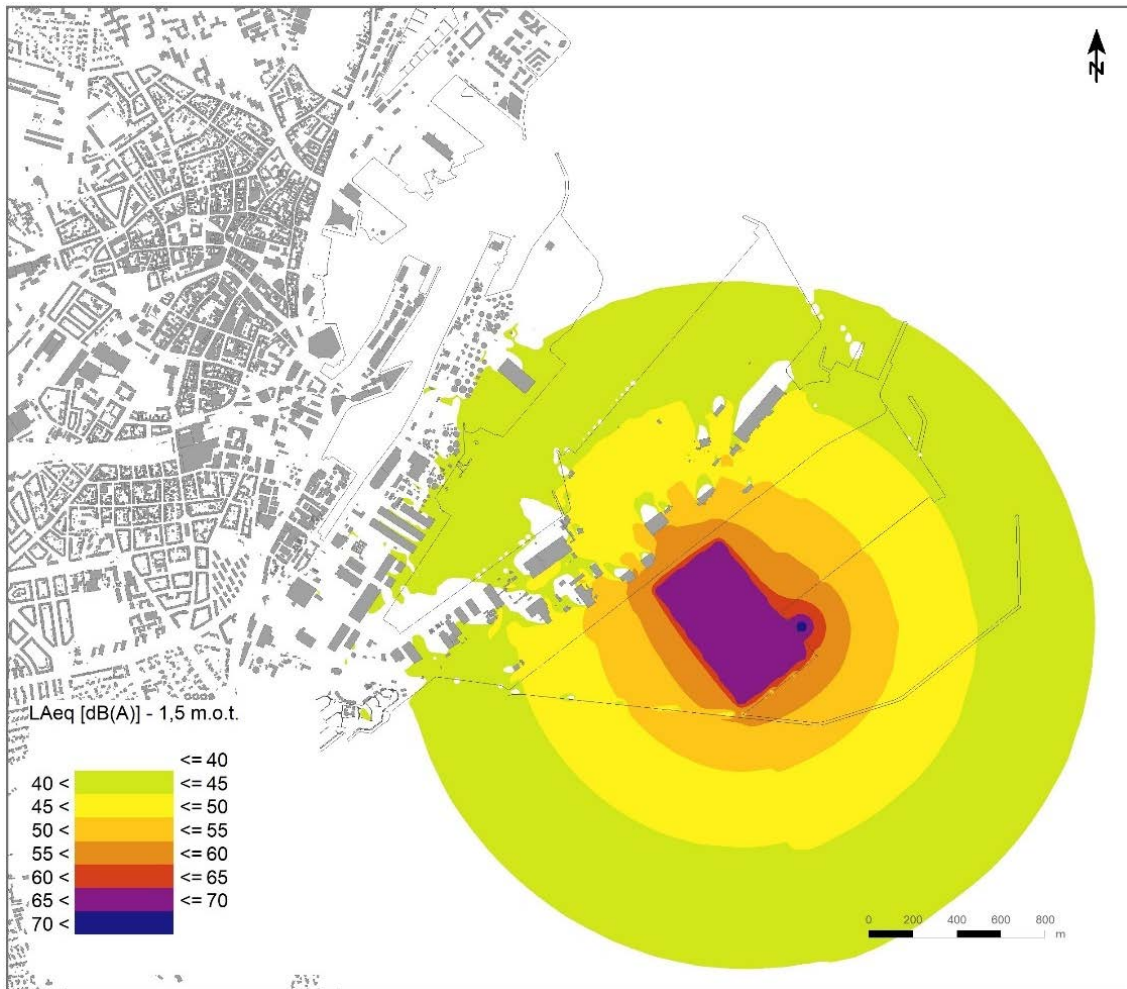 N
LAeq [dB(A)] - 1,5 m.o.t.
<= 40
40 < <= 45
45 < <= 50
50 < <= 55
55 < <= 60
60 < <= 65
65 < <= 70
70 <
0 200 400 600 800
m